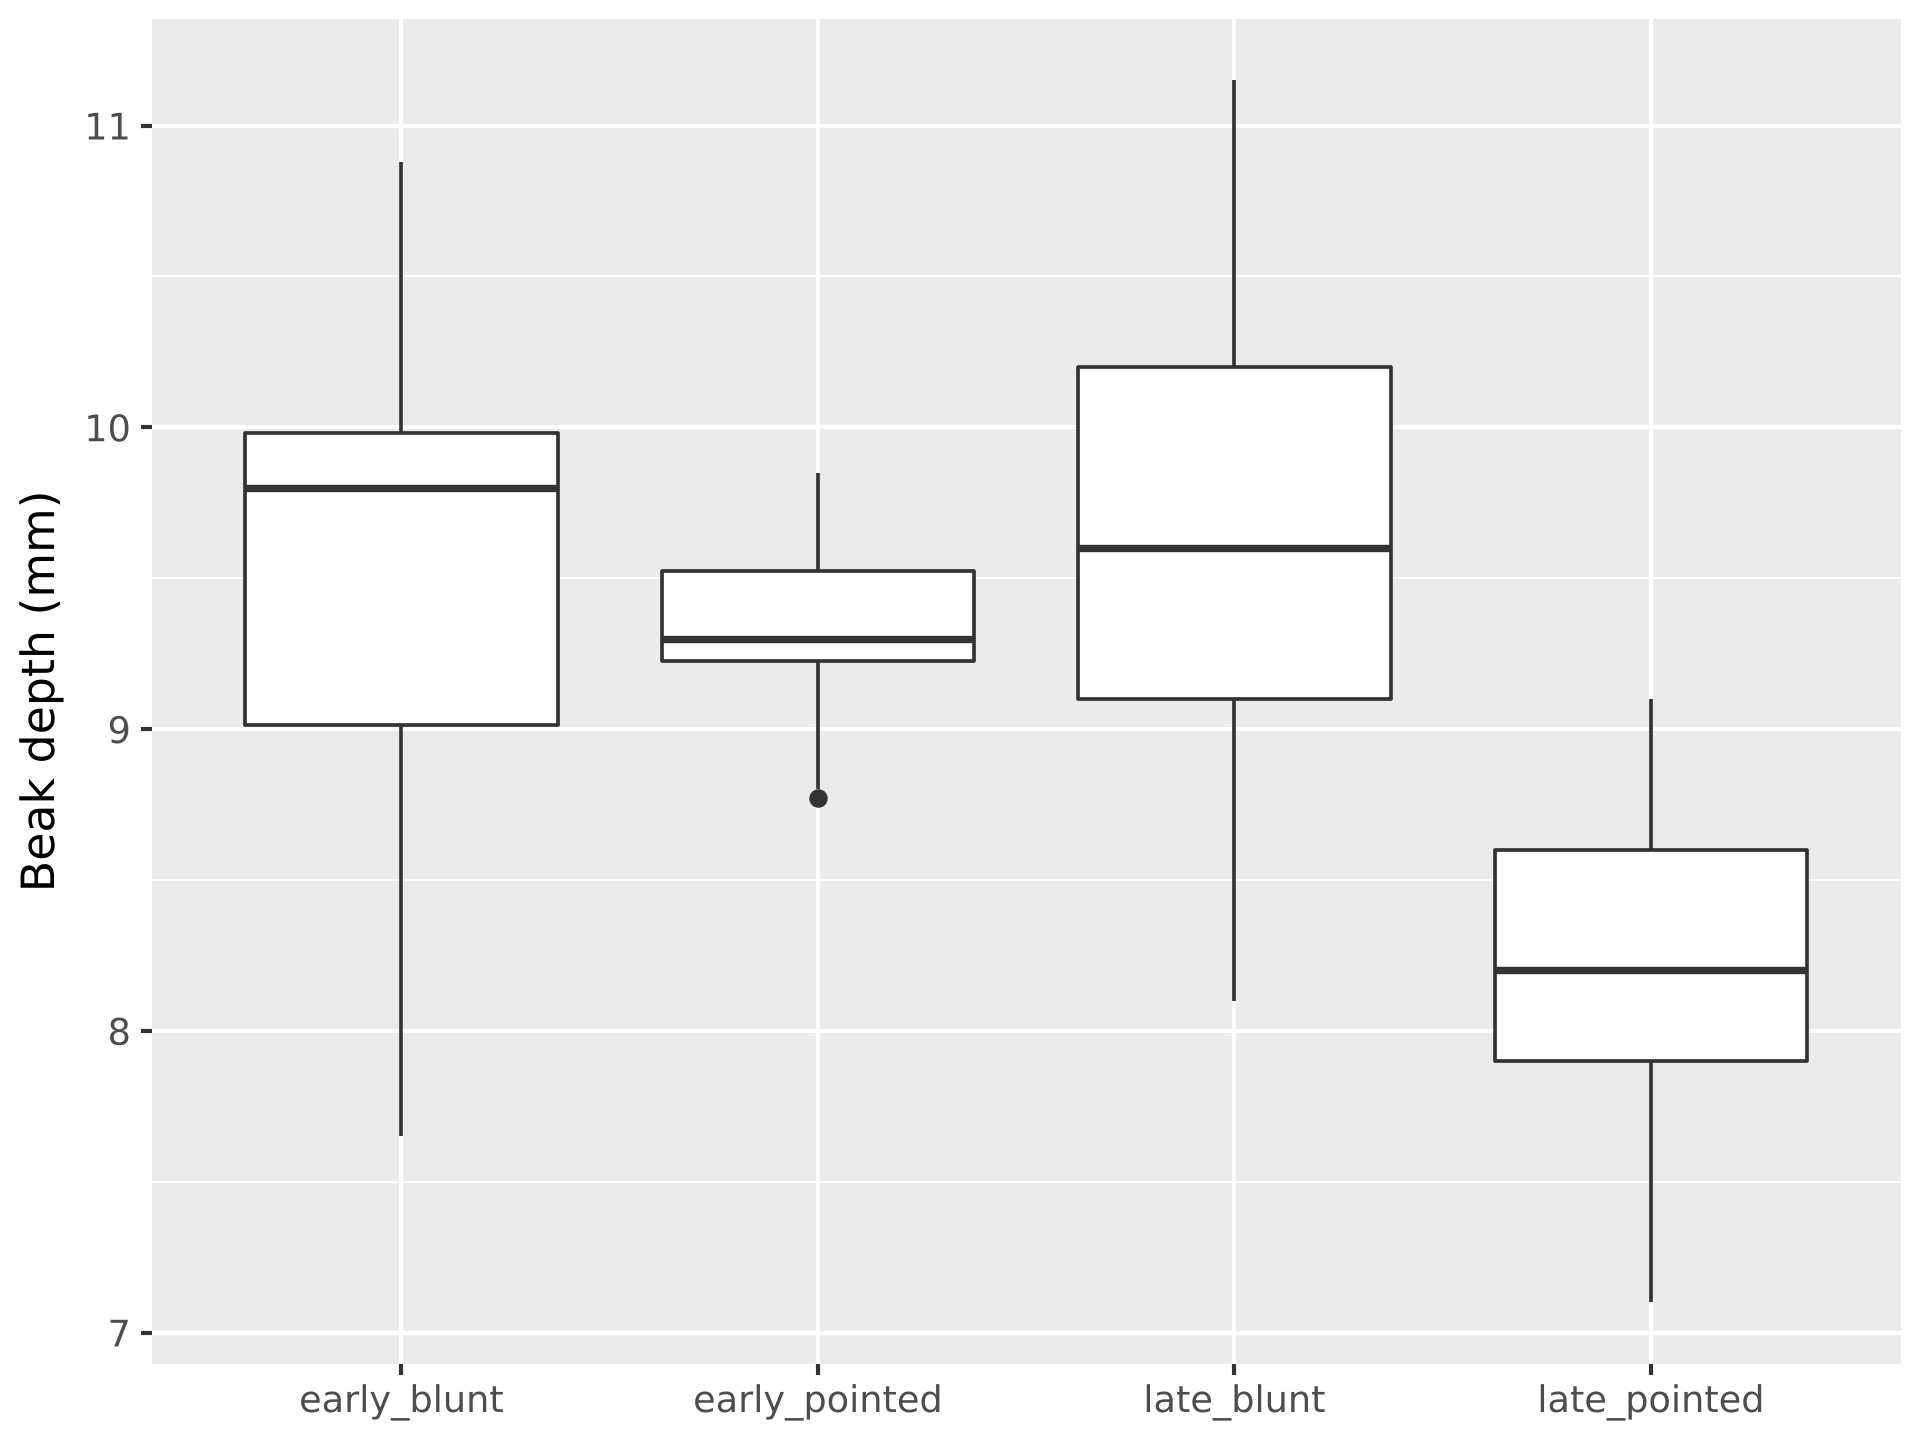 Beak depth (mm)
11
10
9
8
7
early_blunt early_pointed late_blunt late_pointed